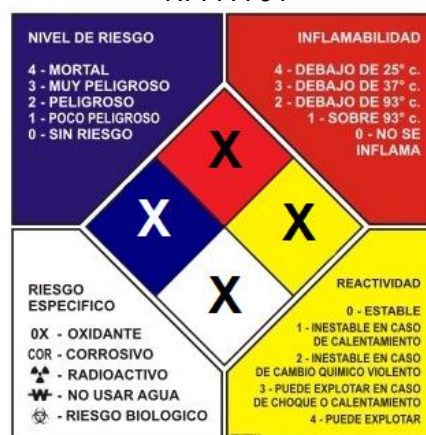 NIVEL DE RIESGO
4 - MORTAL
3 - MUY PELIGROSO
2 - PELIGROSO
1 - POCO PELIGROSO
0 - SIN RIESGO
INFLAMABILIDAD
4 - DEBAJO DE 25° c.
3 - DEBAJO DE 37° c.
2 - DEBAJO DE 93° c.
1 - SOBRE 93° c.
0 - NO SE
INFLAMA
X
X
X
X
RIESGO
ESPECIFICO
OX - OXIDANTE
COR - CORROSIVO
- RADIOACTIVO
W - NO USAR AGUA
- RIESGO BIOLOGICO
REACTIVIDAD
0 - ESTABLE
1 - INESTABLE EN CASO
DE CALENTAMIENTO
2 - INESTABLE EN CASO
DE CAMBIO QUIMICO VIOLENTO
3 - PUEDE EXPLOTAR EN CASO
DE CHOQUE O CALENTAMIENTO
4 - PUEDE EXPLOTAR